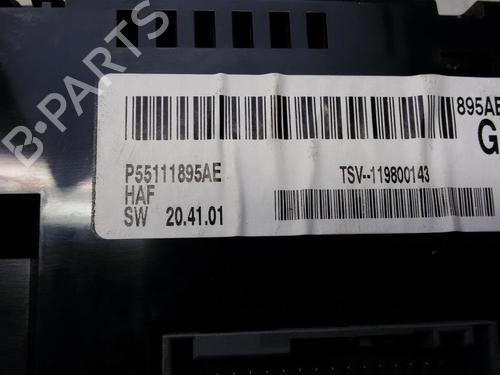 B-PARTS
895AE
G
P55111895AE
TSV--119800143
HAF
SW 20.41.01